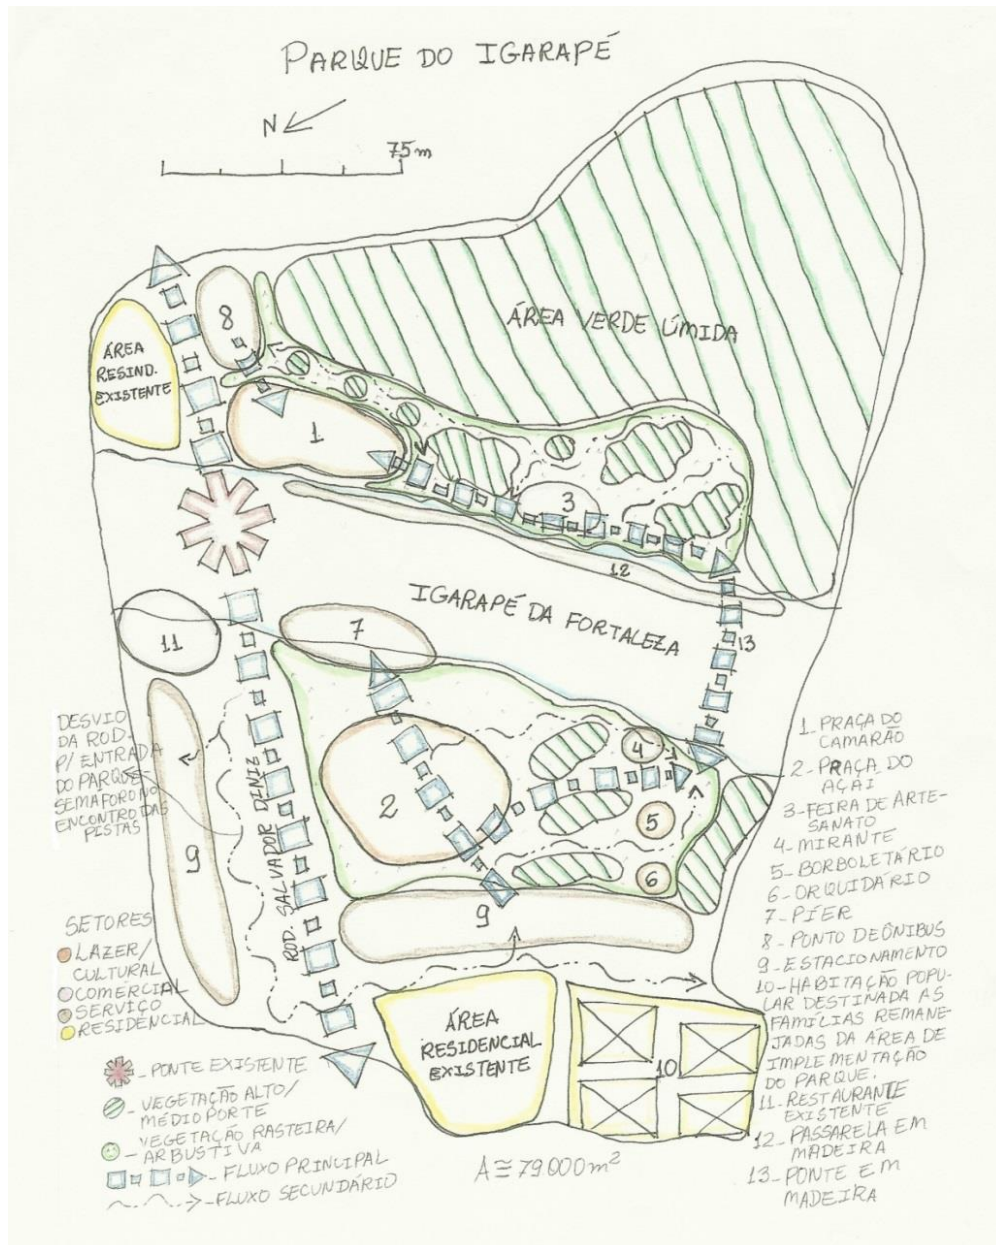 PARQUE DO IGARAPÉ
N
75m
8
ÁREA
RESIND.
EXISTENTE
ÁREA VERDE ÚMIDA
1
3
12
IGARAPÉ DA FORTALEZA
13
11
7
DESVIO
DA ROD.
P/ ENTRADA
DO PARQUE
SEMAFORO NO
ENCONTRO DAS
PISTAS
ROD. SALVADOR DINIZ
2
4
5
6
9
9
1. PRAÇA DO
CAMARÃO
2- PRAÇA DO
AÇAI
3- FEIRA DE ARTE-
SANATO
4- MIRANTE
5- BORBOLETÁRIO
6- ORQUIDÁRIO
7- PÍER
8- PONTO DE ÔNIBUS
9- ESTACIONAMENTO
10- HABITAÇÃO POPU-
LAR DESTINADA AS
FAMÍLIAS REMANE-
JADAS DA ÁREA DE
IMPLEMENTAÇÃO
DO PARQUE.
11- RESTAURANTE
EXISTENTE
12- PASSARELA EM
MADEIRA
13- PONTE EM
MADEIRA
SETORES
LAZER/
CULTURAL
COMERCIAL
SERVIÇO
RESIDÊNCIAL
- PONTE EXISTENTE
- VEGETAÇÃO ALTO/
MÉDIO PORTE
- VEGETAÇÃO RASTEIRA/
ARBUSTIVA
- FLUXO PRINCIPAL
- FLUXO SECUNDÁRIO
ÁREA
RESIDENCIAL
EXISTENTE
10
A≅79000m²